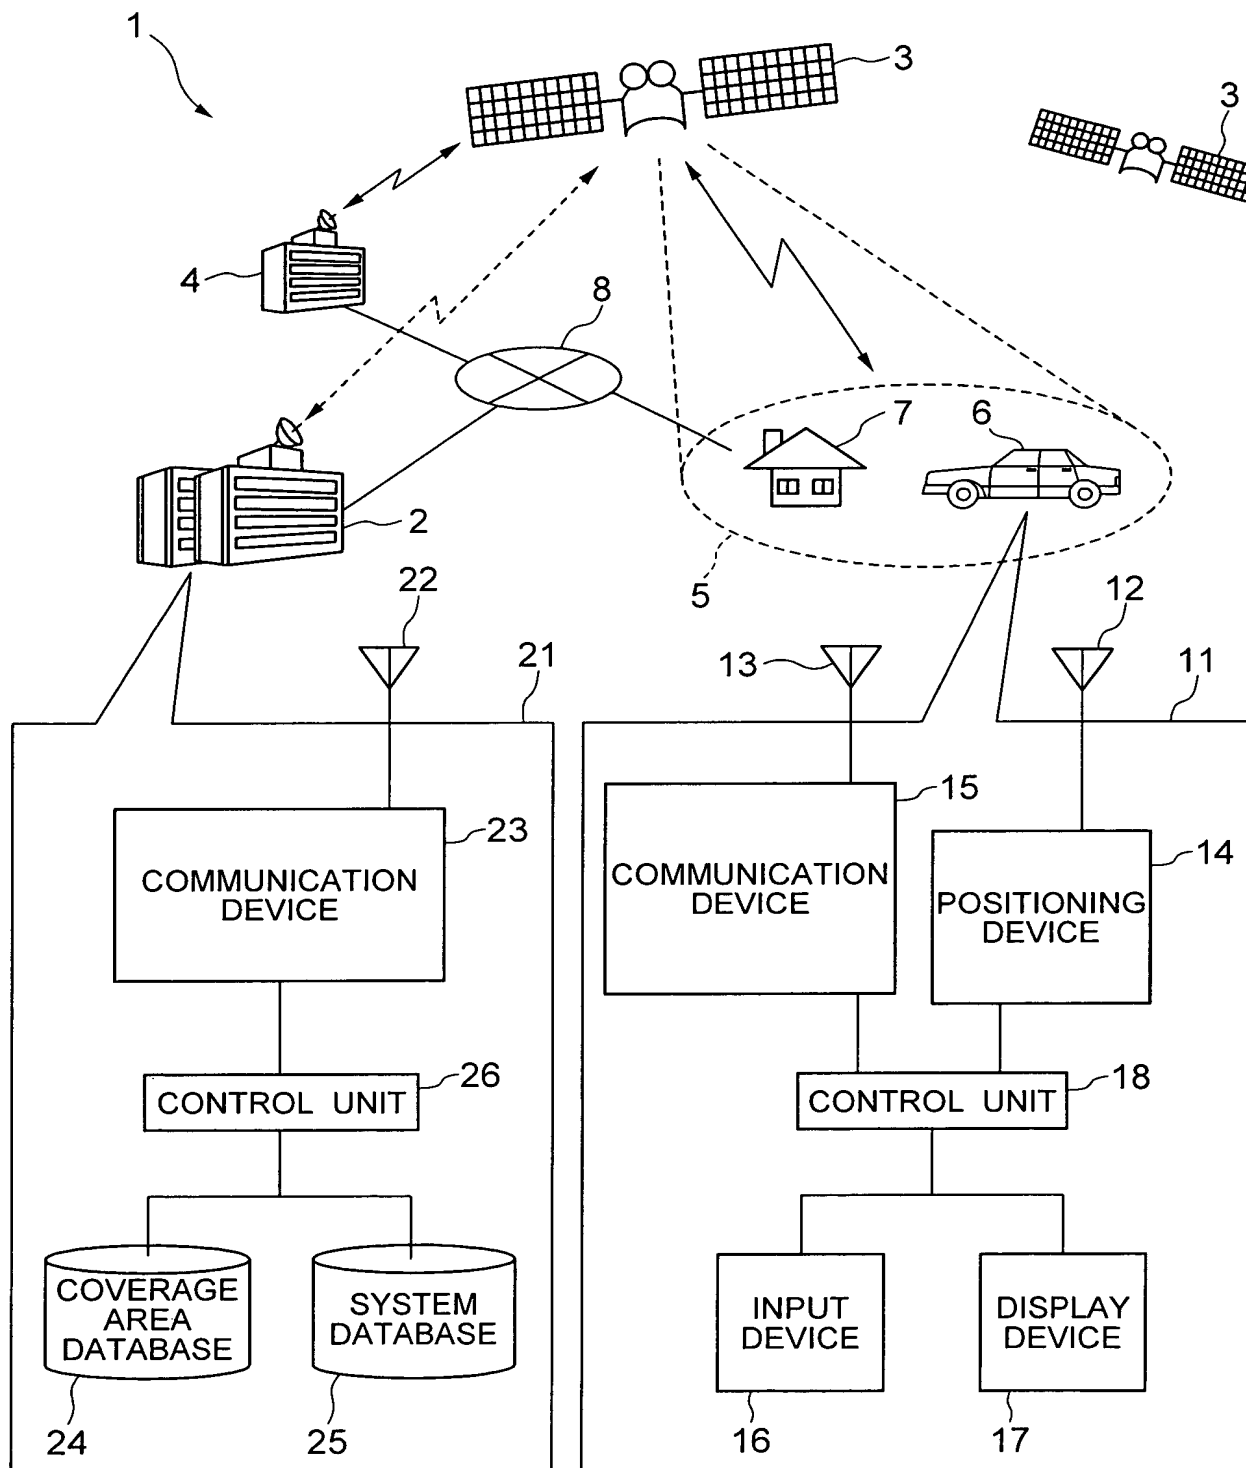 1
3
3
4
8
7
6
2
5
22
12
13
21
11
15
23
14
COMMUNICATION
DEVICE
COMMUNICATION
DEVICE
POSITIONING
DEVICE
26
18
CONTROL UNIT
CONTROL UNIT
COVERAGE
AREA
DATABASE
SYSTEM
DATABASE
INPUT
DEVICE
DISPLAY
DEVICE
24
25
16
17